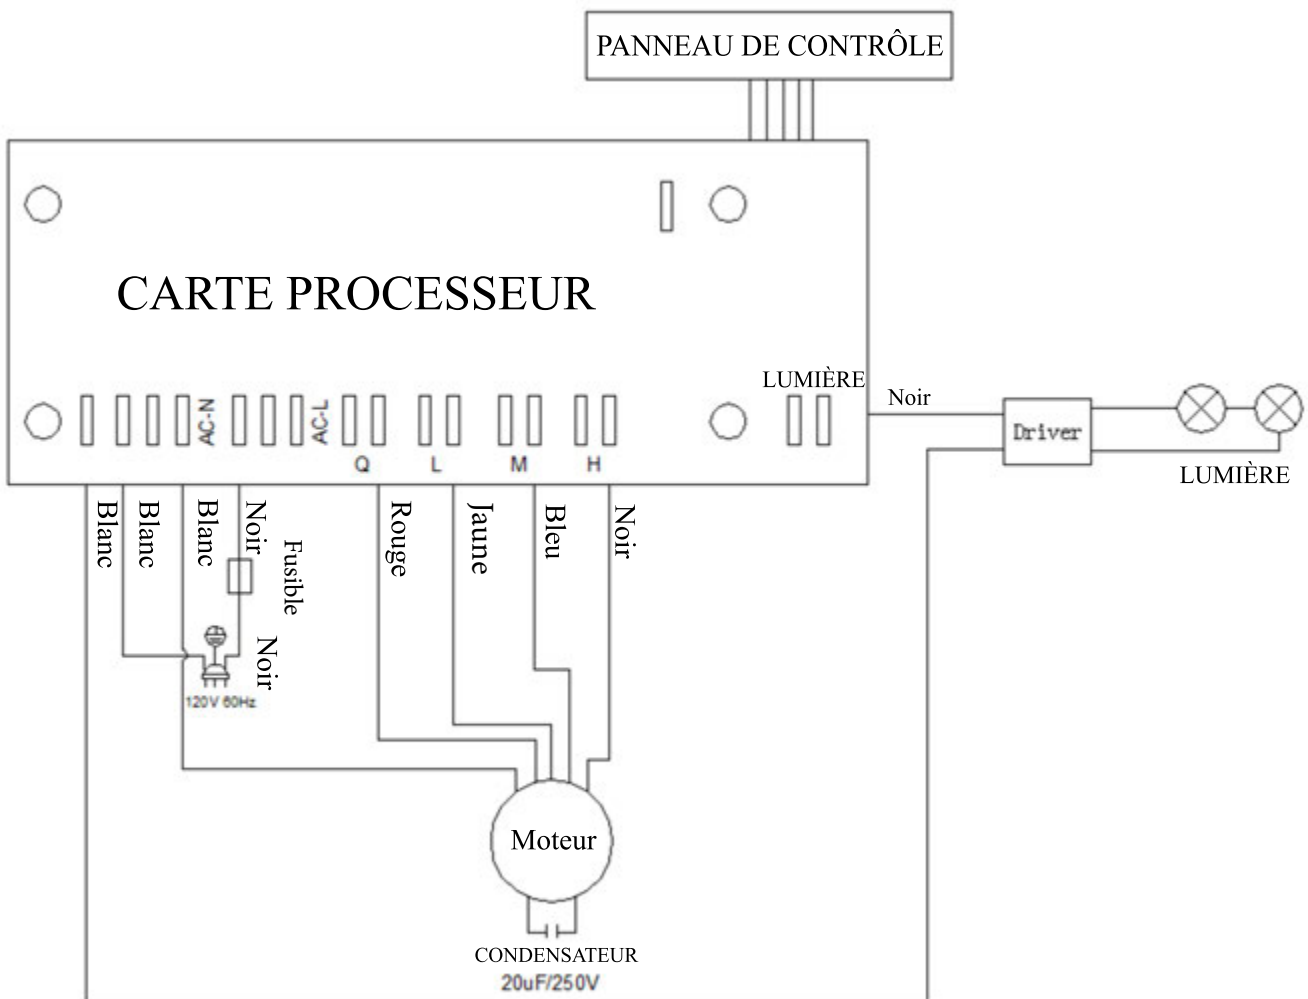 PANNEAU DE CONTRÔLE
CARTE PROCESSEUR
LUMIÈRE
AC-N
AC-L
Q
L
M
H
Noir
Driver
LUMIÈRE
Blanc
Blanc
Blanc
Noir
Fusible
Rouge
Jaune
Bleu
Noir
Noir
120V 60Hz
Moteur
CONDENSATEUR
20uF/250V